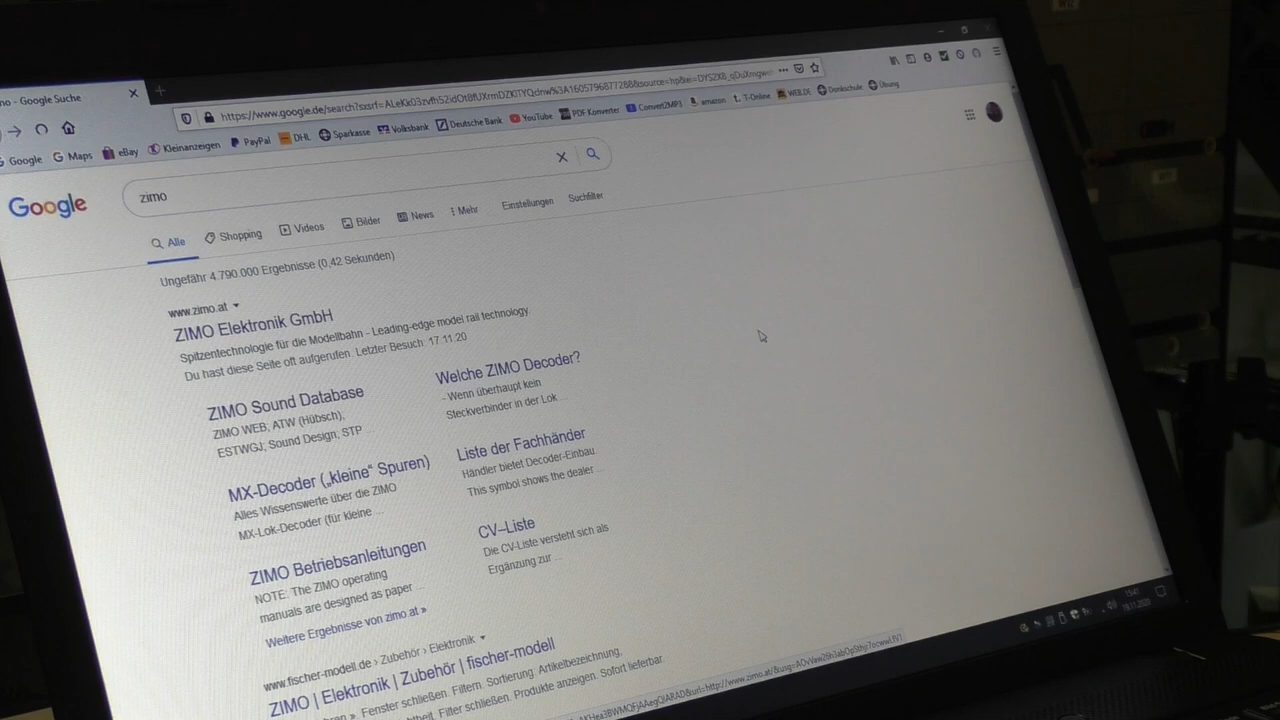 no - Google Suche
https://www.google.de/search?sxsrf=
Google
Maps
eBay
Kleinanzeigen
PayPal
DHL
Sparkasse
Volksbank
Deutsche Bank
YouTube
PDF Konverter
Convert2MP3
amazon
T-Online
WEB.DE
Donkschule
Übung
Google
zimo
Alle
Shopping
Videos
Bilder
News
Mehr
Einstellungen
Suchfilter
Ungefähr 4.790.000 Ergebnisse (0,42 Sekunden)
www.zimo.at
ZIMO Elektronik GmbH
Spitzentechnologie für die Modellbahn - Leading-edge model rail technology.
Du hast diese Seite oft aufgerufen. Letzter Besuch: 17.11.20
ZIMO Sound Database
ZIMO WEB, ATW (Hübsch),
ESTWGJ, Sound Design, STP ...
Welche ZIMO Decoder?
- Wenn überhaupt kein
Steckverbinder in der Lok ...
MX-Decoder („kleine“ Spuren)
Alles Wissenswerte über die ZIMO
MX-Lok-Decoder (für kleine ...
Liste der Fachhänder
Händler bietet Decoder-Einbau.
This symbol shows the dealer ...
ZIMO Betriebsanleitungen
NOTE: The ZIMO operating
manuals are designed as paper ...
CV–Liste
Die CV-Liste versteht sich als
Ergänzung zur ...
Weitere Ergebnisse von zimo.at »
www.fischer-modell.de › Zubehör › Elektronik
ZIMO | Elektronik | Zubehör | fischer-modell
» Fenster schließen. Filtern. Sortierung. Artikelbezeichnung,
Filter schließen. Produkte anzeigen. Sofort lieferbar.
15:41
19.11.2020